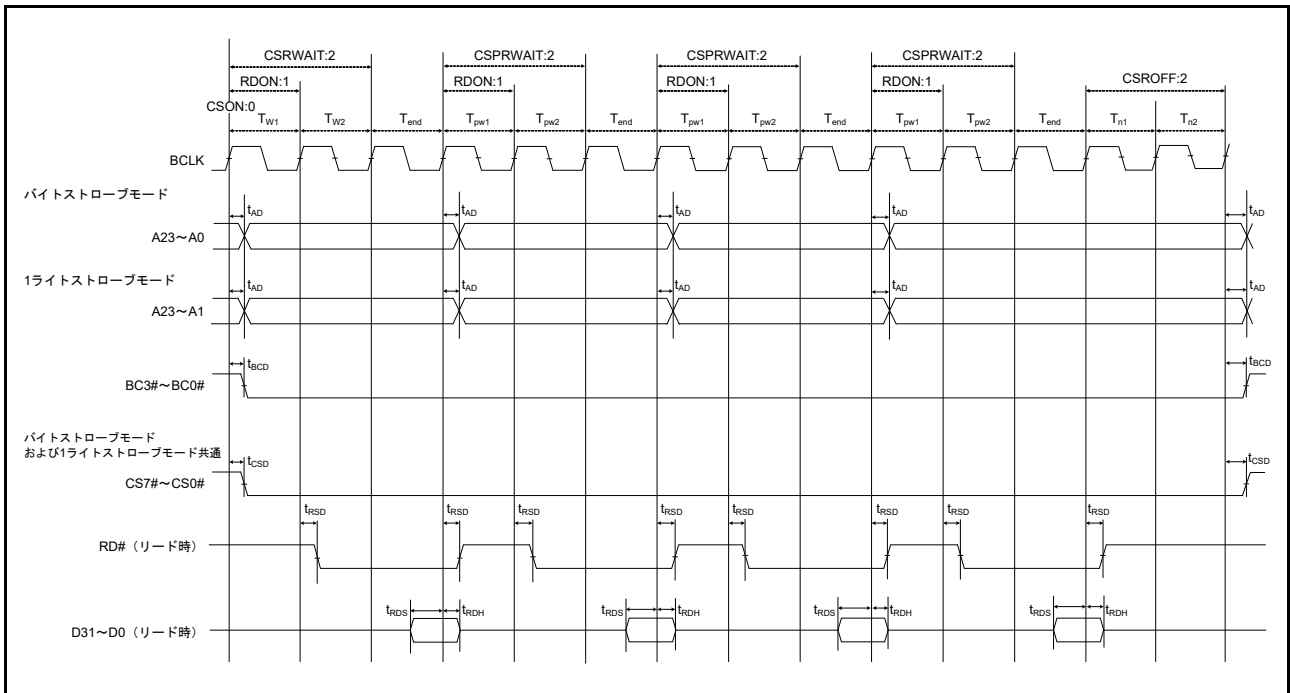 CSRWAIT:2 CSPRWAIT:2 CSPRWAIT:2 CSPRWAIT:2
RDON:1 RDON:1 RDON:1 RDON:1 CSROFF:2
CSON:0
TW1 TW2 Tend Tpw1 Tpw2 Tend Tpw1 Tpw2 Tend Tpw1 Tpw2 Tend Tn1 Tn2
BCLK
バイトストローブモード
tAD tAD tAD tAD tAD
A23~A0
1ライトストローブモード
tAD tAD tAD tAD tAD
A23~A1
tBCD tBCD
BC3#~BC0#
バイトストローブモード
および1ライトストローブモード共通
tCSD tCSD
CS7#~CS0#
tRSD tRSD tRSD tRSD tRSD tRSD tRSD tRSD
RD#(リード時)
tRDS tRDH tRDS tRDH tRDS tRDH tRDS tRDH
D31~D0(リード時)